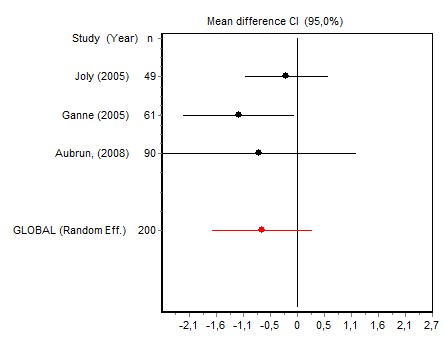 Mean difference CI (95,0%)
Study (Year) n
Joly (2005) 49
Ganne (2005) 61
Aubrun, (2008) 90
GLOBAL (Random Eff.) 200
-2,1 -1,6 -1,1 -0,5 0 0,5 1,1 1,6 2,1 2,7